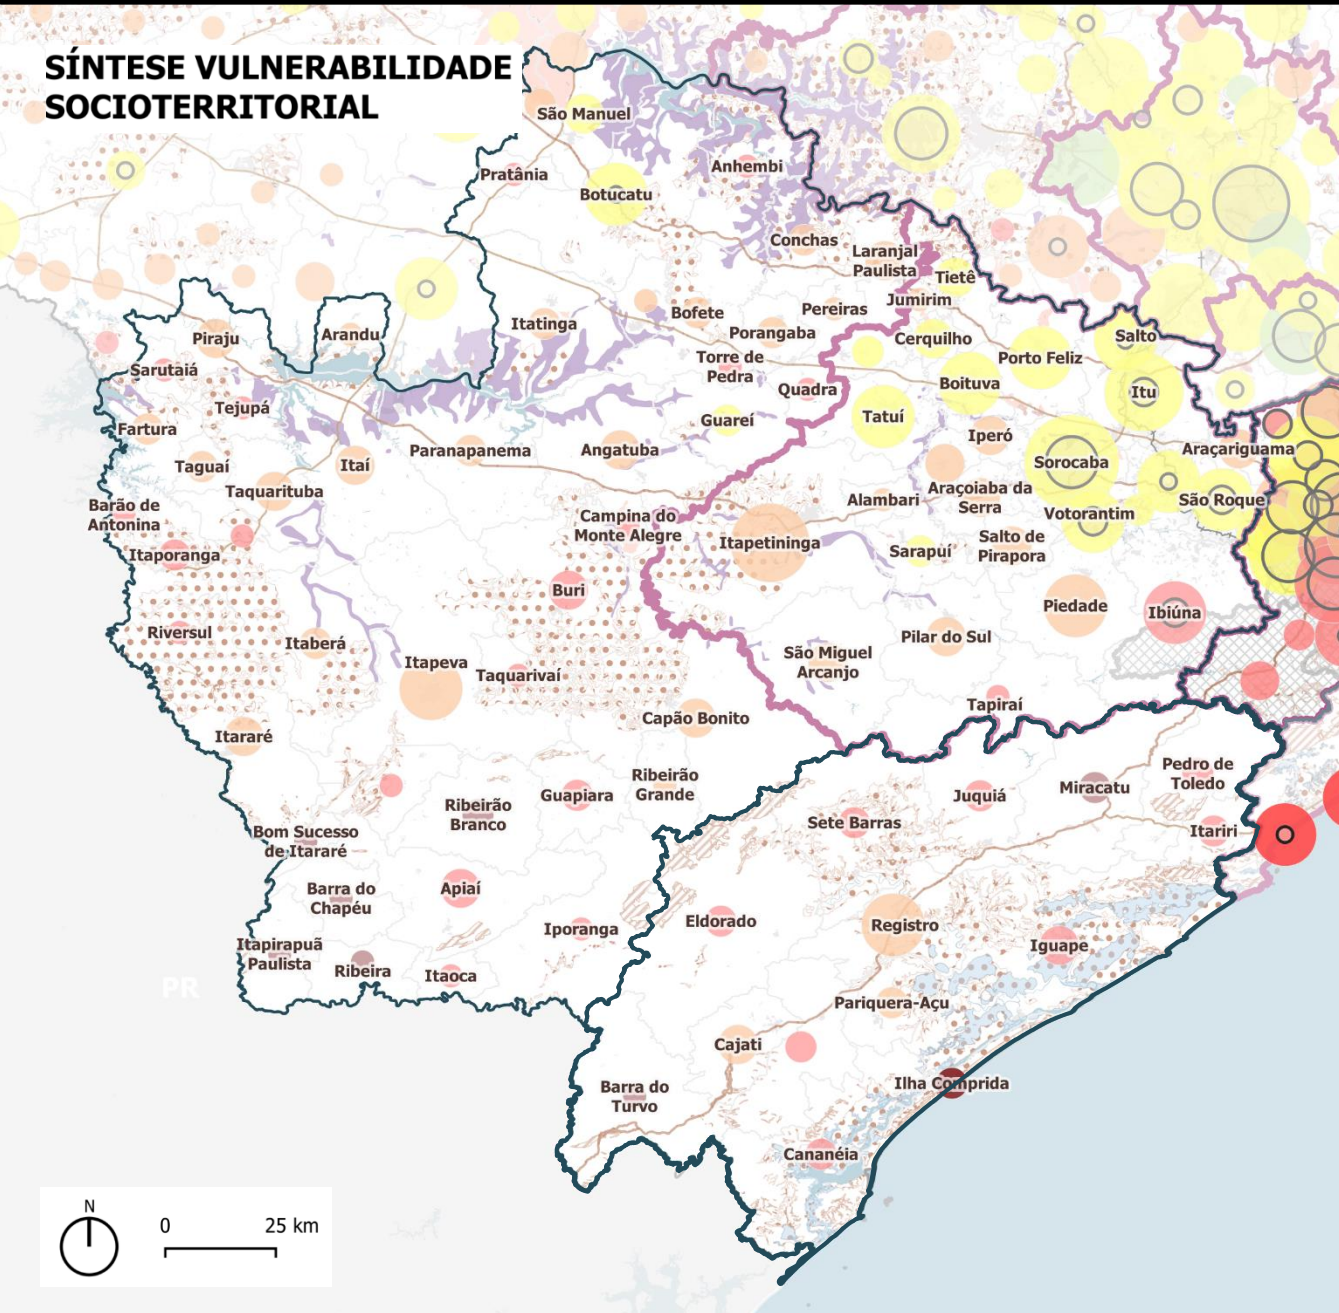 SÍNTESE VULNERABILIDADE
SOCIOTERRITORIAL
São Manuel
Pratânia
Anhembi
Botucatu
Conchas
Laranjal
Paulista
Tietê
Jumirim
Pereiras
Bofete
Itatinga
Porangaba
Piraju
Arandu
Cerquilho
Salto
Porto Feliz
Torre de
Pedra
Sarutaiá
Quadra
Boituva
Itu
Tejupá
Guareí
Tatuí
Fartura
Iperó
Paranapanema
Angatuba
Araçariguama
Taguaí
Itaí
Sorocaba
Taquarituba
Alambari
Araçoiaba da
Serra
São Roque
Barão de
Antonina
Campina do
Monte Alegre
Votorantim
Itapetininga
Salto de
Pirapora
Itaporanga
Sarapuí
Buri
Piedade
Ibiúna
Riversul
Itaberá
Pilar do Sul
Itapeva
Taquarivaí
São Miguel
Arcanjo
Tapiraí
Capão Bonito
Itararé
Pedro de
Toledo
Ribeirão
Grande
Guapiara
Juquiá
Miracatu
Ribeirão
Branco
Sete Barras
Itariri
Bom Sucesso
de Itararé
Barra do
Chapéu
Apiaí
Eldorado
Registro
Iporanga
Iguape
Itapirapuã
Paulista
Ribeira
Itaoca
PR
Pariquera-Açu
Cajati
Ilha Comprida
Barra do
Turvo
Cananéia
N
0 25 km